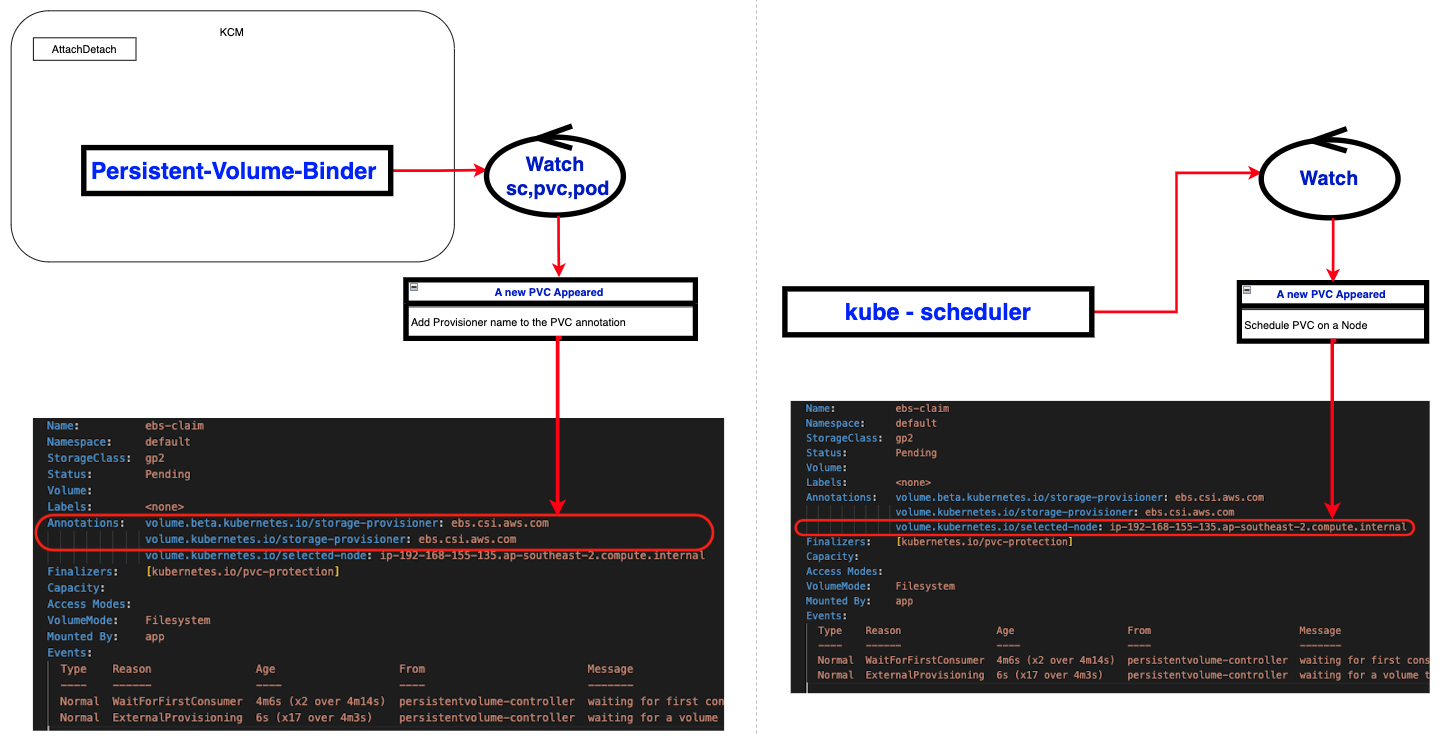 KCM
AttachDetach
Persistent-Volume-Binder
Watch
sc,pvc,pod
A new PVC Appeared
Add Provisioner name to the PVC annotation
Name: ebs-claim
Namespace: default
StorageClass: gp2
Status: Pending
Volume:
Labels: <none>
Annotations: volume.beta.kubernetes.io/storage-provisioner: ebs.csi.aws.com
volume.kubernetes.io/storage-provisioner: ebs.csi.aws.com
volume.kubernetes.io/selected-node: ip-192-168-155-135.ap-southeast-2.compute.internal
Finalizers: [kubernetes.io/pvc-protection]
Capacity:
Access Modes:
VolumeMode: Filesystem
Mounted By: app
Events:
Type Reason Age From Message
---- ------ ---- ---- -------
Normal WaitForFirstConsumer 4m6s (x2 over 4m14s) persistentvolume-controller waiting for first con
Normal ExternalProvisioning 6s (x17 over 4m3s) persistentvolume-controller waiting for a volume
Watch
kube - scheduler
A new PVC Appeared
Schedule PVC on a Node
Name: ebs-claim
Namespace: default
StorageClass: gp2
Status: Pending
Volume:
Labels: <none>
Annotations: volume.beta.kubernetes.io/storage-provisioner: ebs.csi.aws.com
volume.kubernetes.io/storage-provisioner: ebs.csi.aws.com
volume.kubernetes.io/selected-node: ip-192-168-155-135.ap-southeast-2.compute.internal
Finalizers: [kubernetes.io/pvc-protection]
Capacity:
Access Modes:
VolumeMode: Filesystem
Mounted By: app
Events:
Type Reason Age From Message
---- ------ ---- ---- -------
Normal WaitForFirstConsumer 4m6s (x2 over 4m14s) persistentvolume-controller waiting for first cons
Normal ExternalProvisioning 6s (x17 over 4m3s) persistentvolume-controller waiting for a volume t